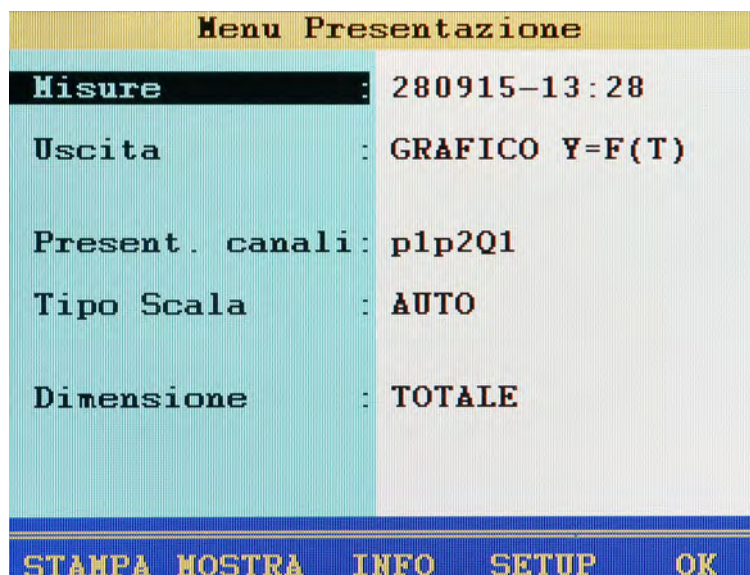 Menu Presentazione
Misure : 280915-13:28
Uscita : GRAFICO Y=F(T)
Present. canali: p1p2Q1
Tipo Scala : AUTO
Dimensione : TOTALE
STAMPA MOSTRA INFO SETUP OK